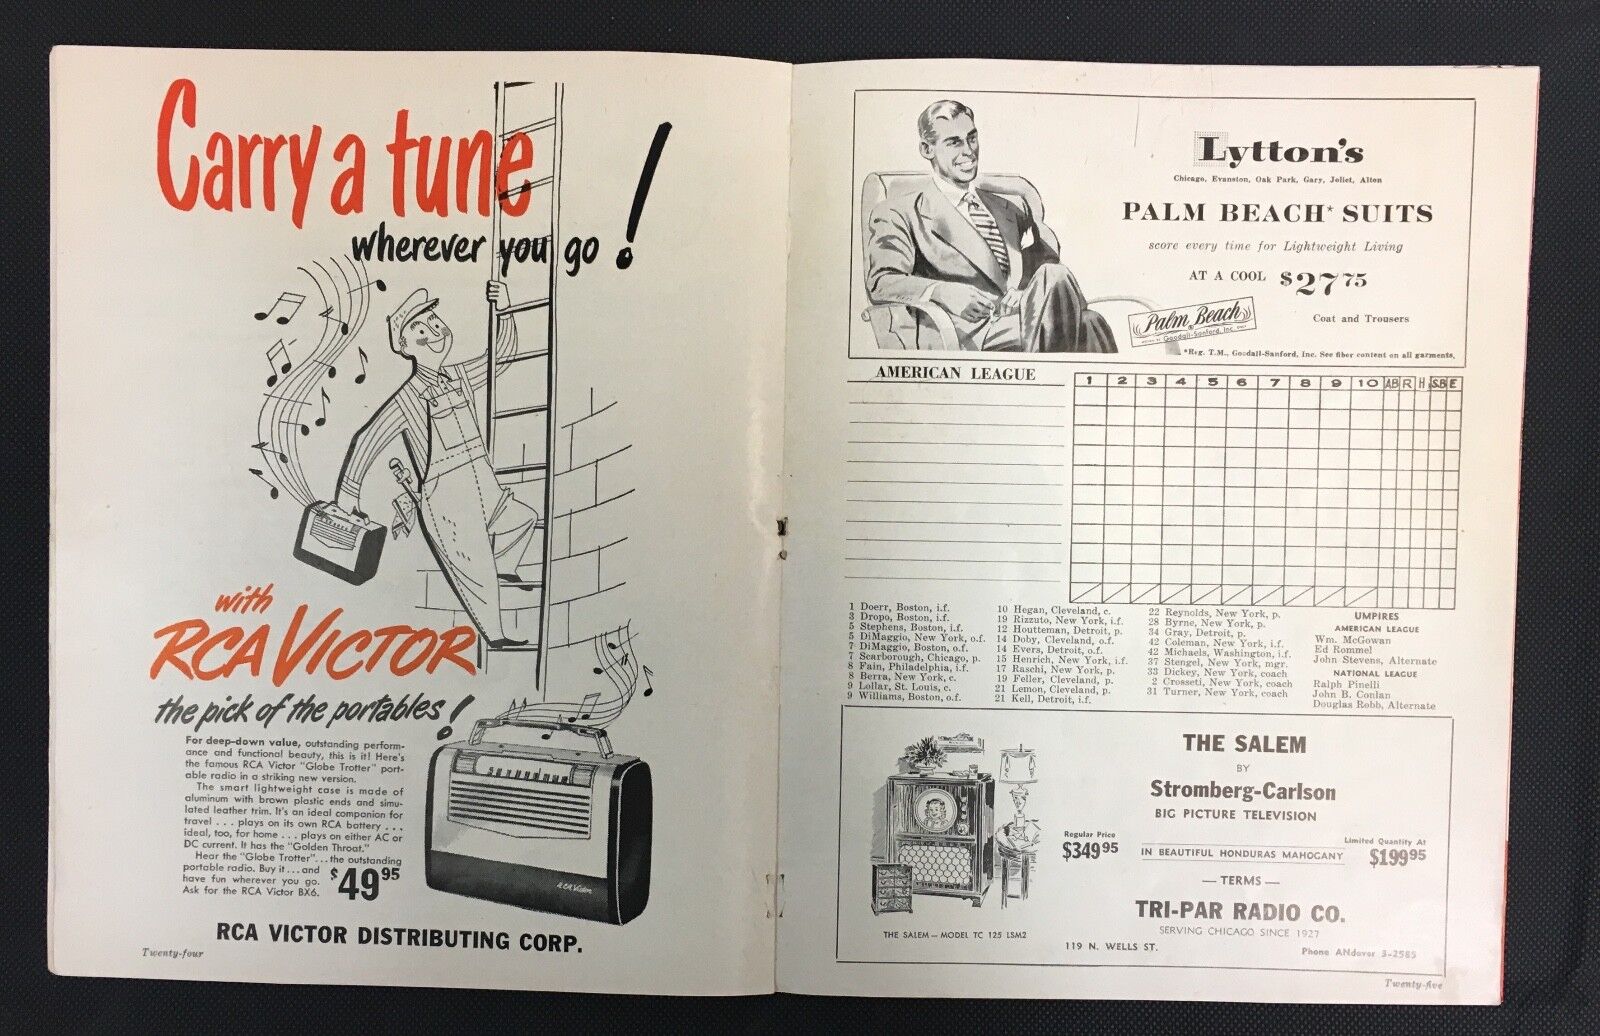 Carry a tune
wherever you go!
with
RCA VICTOR
the pick of the portables!
For deep-down value, outstanding perform-
ance and functional beauty, this is it! Here's
the famous RCA Victor "Globe Trotter" port-
able radio in a striking new version.
The smart lightweight case is made of
aluminum with brown plastic ends and simu-
lated leather trim. It's an ideal companion for
travel . . . plays on its own RCA battery . . .
ideal, too, for home . . . plays on either AC or
DC current. It has the "Golden Throat."
Hear the "Globe Trotter". . . the outstanding
portable radio. Buy it . . . and
have fun wherever you go.
Ask for the RCA Victor BX6.
$49 95
RCA Victor
RCA VICTOR DISTRIBUTING CORP.
Twenty-four
Lytton's
Chicago, Evanston, Oak Park, Gary, Joliet, Alton
PALM BEACH* SUITS
score every time for Lightweight Living
AT A COOL $27 75
Coat and Trousers
Palm Beach
Goodall-Sanford, Inc.
*Reg. T.M., Goodall-Sanford, Inc. See fiber content on all garments.
AMERICAN LEAGUE
1 2 3 4 5 6 7 8 9 10 AB R H SB E
1 Doerr, Boston, i.f.
3 Dropo, Boston, i.f.
5 Stephens, Boston, i.f.
5 DiMaggio, New York, o.f.
7 DiMaggio, Boston, o.f.
7 Scarborough, Chicago, p.
8 Fain, Philadelphia, i.f.
8 Berra, New York, c.
9 Lollar, St. Louis, c.
9 Williams, Boston, o.f.
10 Hegan, Cleveland, c.
19 Rizzuto, New York, i.f.
12 Houtteman, Detroit, p.
14 Doby, Cleveland, o.f.
14 Evers, Detroit, o.f.
15 Henrich, New York, i.f.
17 Raschi, New York, p.
19 Feller, Cleveland, p.
21 Lemon, Cleveland, p.
21 Kell, Detroit, i.f.
22 Reynolds, New York, p.
28 Byrne, New York, p.
34 Gray, Detroit, p.
42 Coleman, New York, i.f.
42 Michaels, Washington, i.f.
37 Stengel, New York, mgr.
33 Dickey, New York, coach
2 Crosetti, New York, coach
31 Turner, New York, coach
UMPIRES
AMERICAN LEAGUE
Wm. McGowan
Ed Rommel
John Stevens, Alternate
NATIONAL LEAGUE
Ralph Pinelli
John B. Conlan
Douglas Robb, Alternate
THE SALEM
BY
Stromberg-Carlson
BIG PICTURE TELEVISION
Regular Price
$349 95
IN BEAUTIFUL HONDURAS MAHOGANY
Limited Quantity At
$199 95
— TERMS —
TRI-PAR RADIO CO.
SERVING CHICAGO SINCE 1927
119 N. WELLS ST.
Phone ANdover 3-2585
THE SALEM — MODEL TC 125 LSM2
Twenty-five